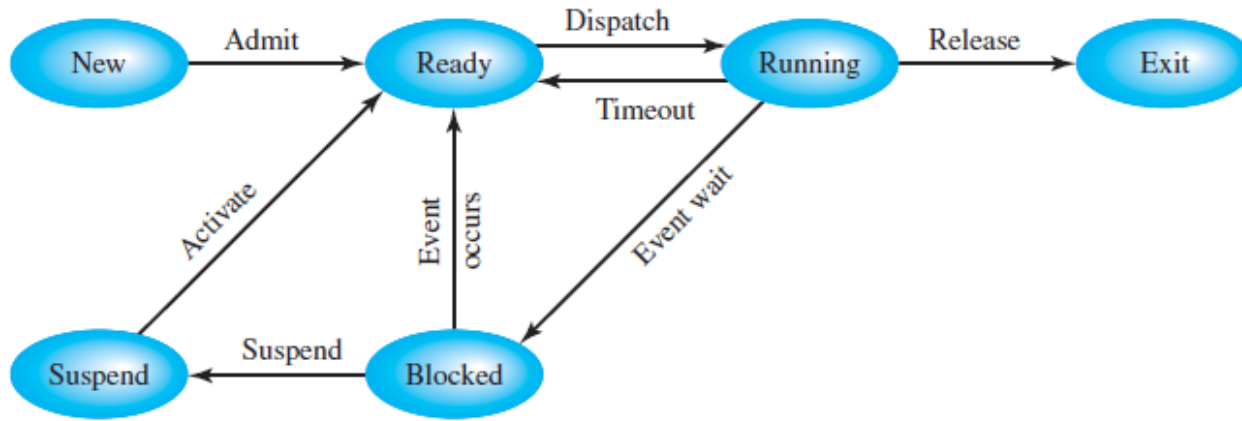 Dispatch
Admit
Release
New
Ready
Running
Exit
Timeout
Activate
Event
occurs
Event wait
Suspend
Suspend
Blocked